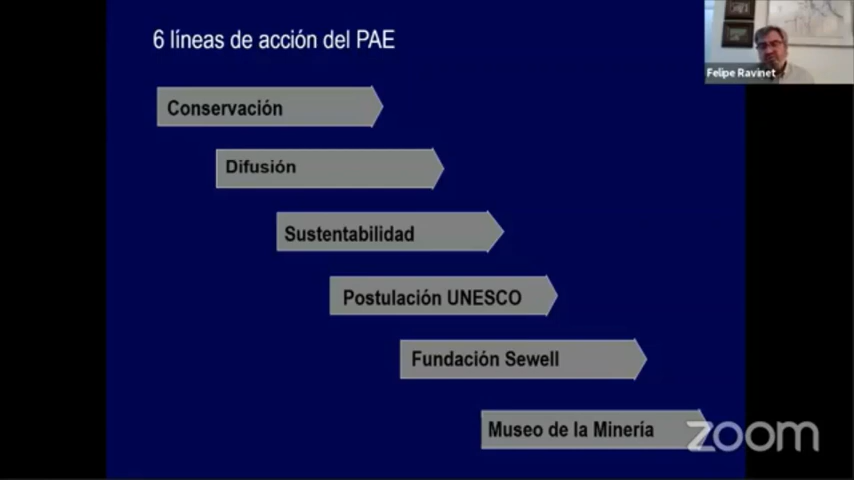 6 líneas de acción del PAE
Felipe Ravinet
Conservación
Difusión
Sustentabilidad
Postulación UNESCO
Fundación Sewell
Museo de la Minería
zoom